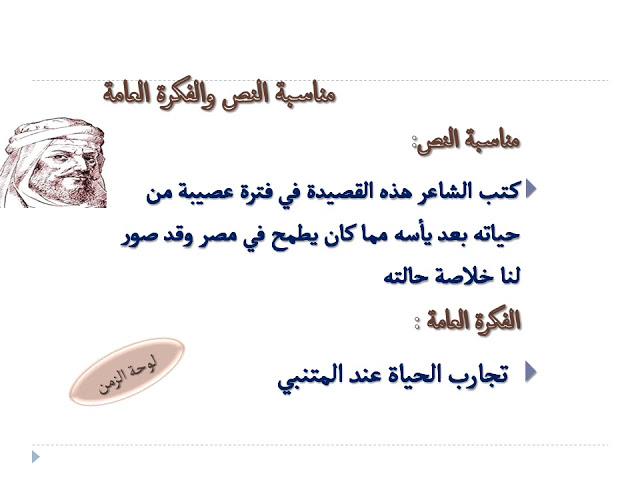 مناسبة النص والفكرة العامة
مناسبة النص:
كتب الشاعر هذه القصيدة في فترة عصيبة من
حياته بعد يأسه مما كان يطمح في مصر وقد صور
لنا خلاصة حالته
الفكرة العامة :
تجارب الحياة عند المتنبي
لوحة الزمن